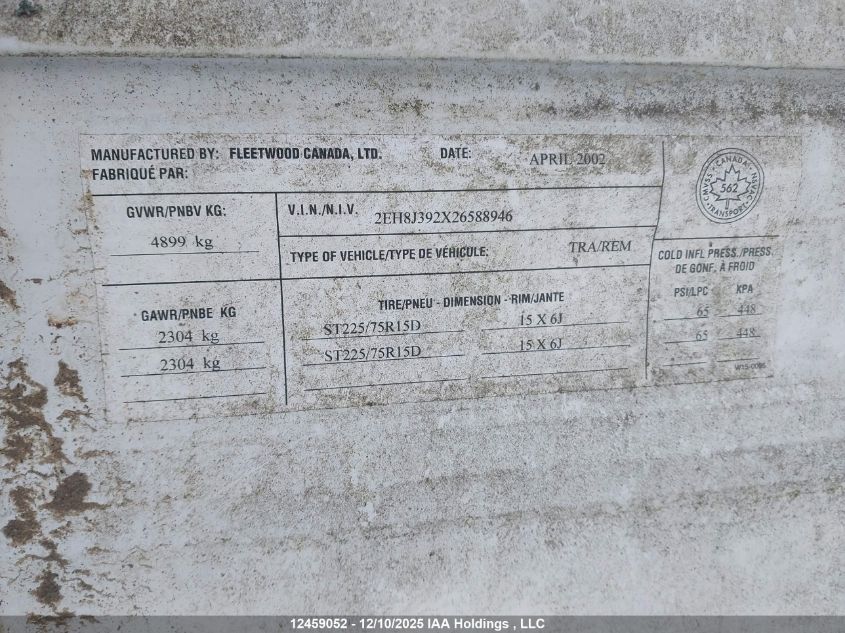 MANUFACTURED BY: FLEETWOOD CANADA, LTD. DATE: APRIL 2002
FABRIQUÉ PAR:
GVWR/PNBV KG:
4899 kg
V.I.N./N.I.V. 2EH8J392X26588946
TYPE OF VEHICLE/TYPE DE VÉHICULE: TRA/REM
GAWR/PNBE KG
2304 kg
2304 kg
TIRE/PNEU - DIMENSION - RIM/JANTE
ST225/75R15D 15 X 6J
ST225/75R15D 15 X 6J
CANADA
562
TRANSPORT
COLD INFL PRESS./PRESS.
DE GONF. À FROID
PSI/LPC KPA
65 448
65 448
12459052 - 12/10/2025 IAA Holdings , LLC